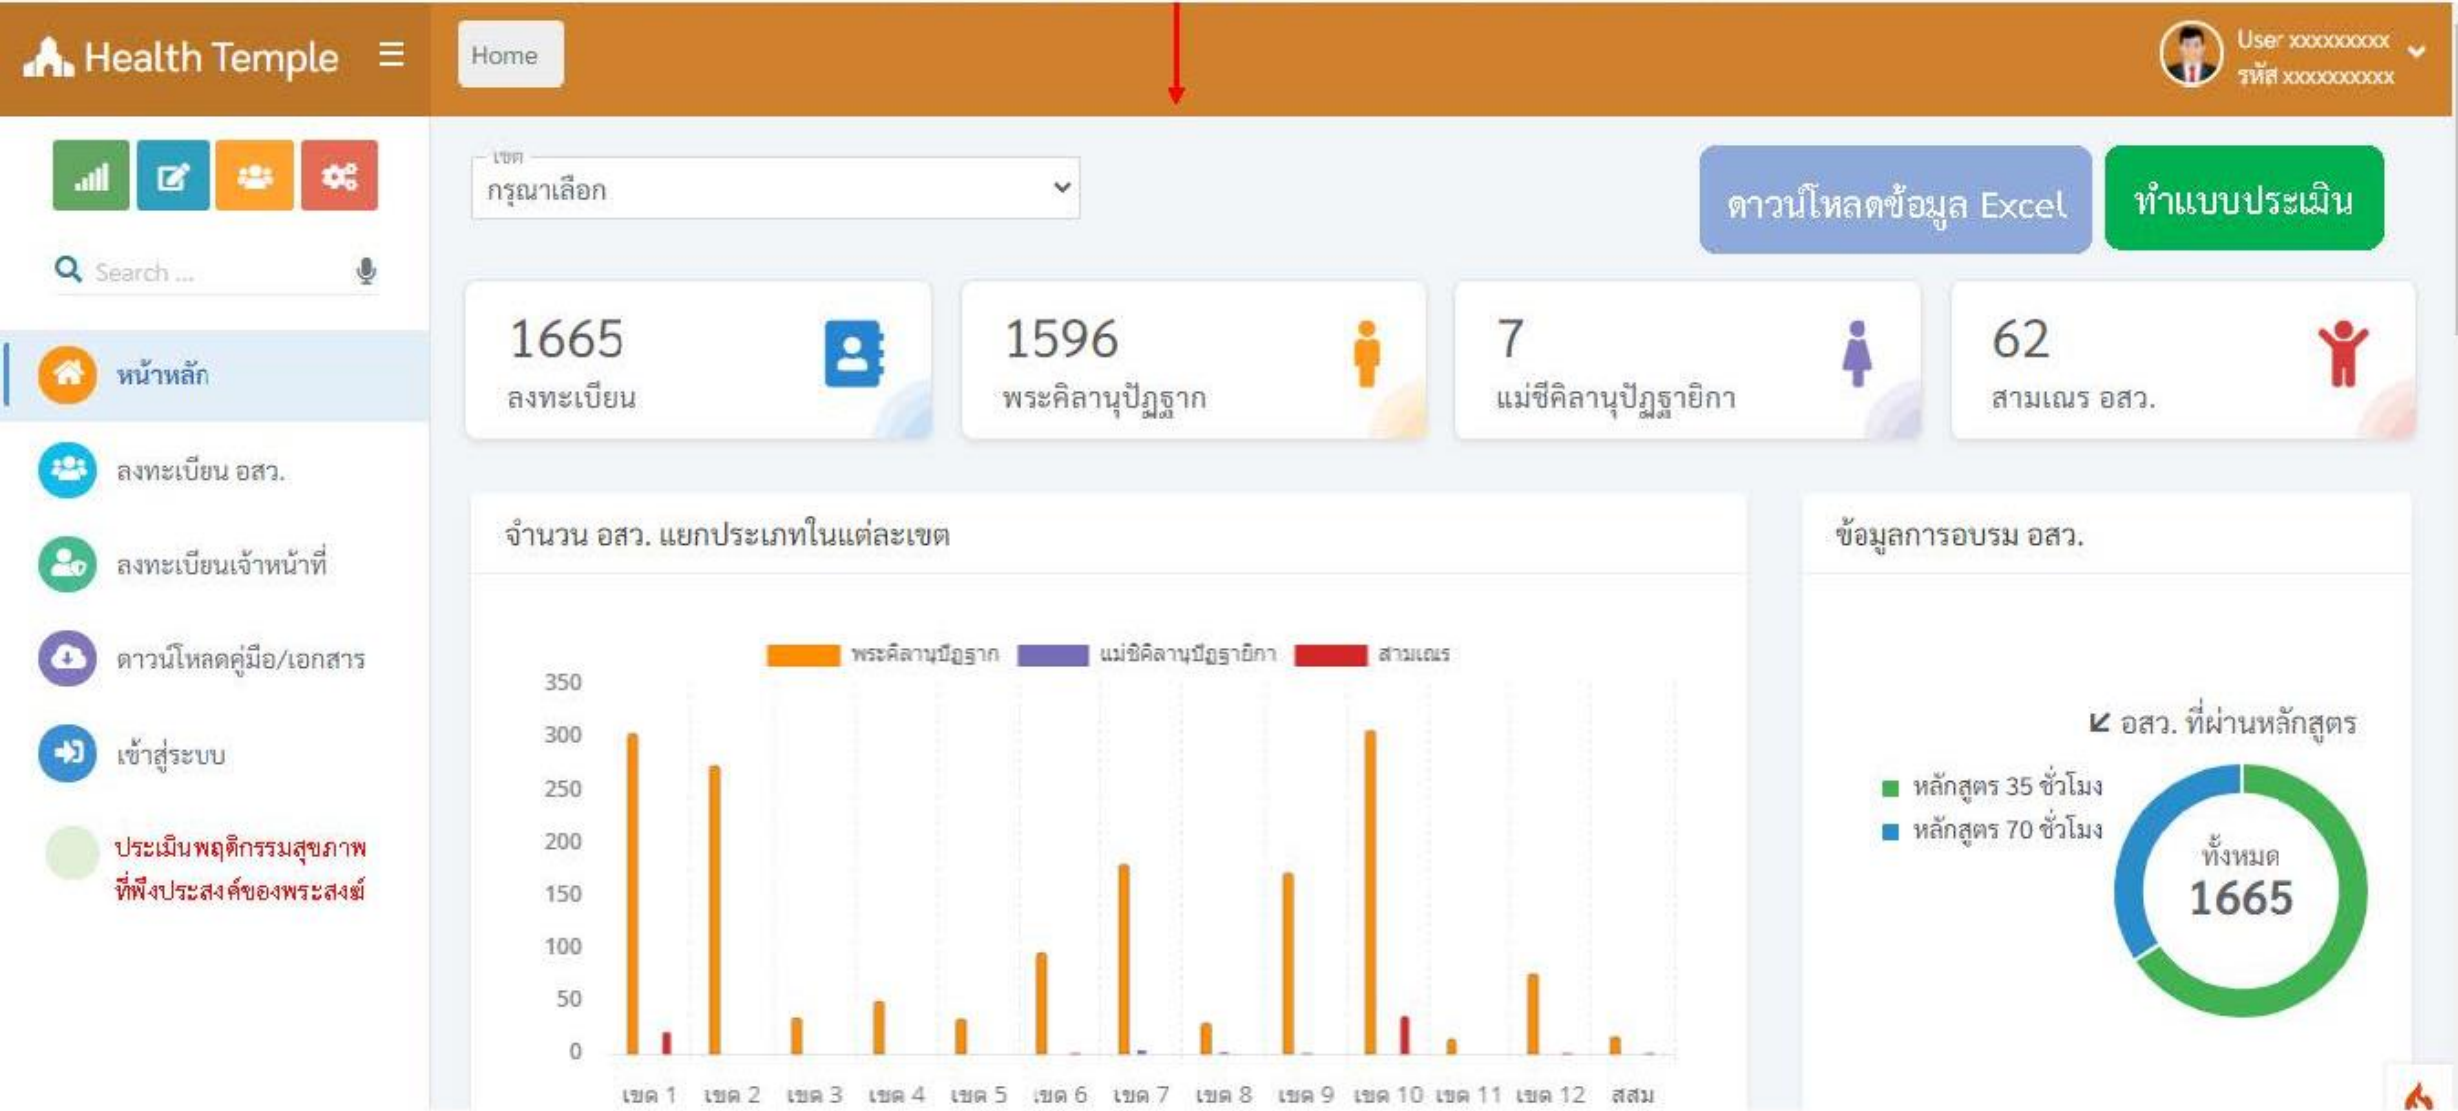 Health Temple
Home
User xxxxxxxxx
รหัส xxxxxxxxxx
เขต
กรุณาเลือก
ดาวน์โหลดข้อมูล Excel
ทำแบบประเมิน
Search ...
1665
ลงทะเบียน
1596
พระคิลานุปัฏฐาก
7
แม่ชีคิลานุปัฏฐายิกา
62
สามเณร อสว.
หน้าหลัก
ลงทะเบียน อสว.
ลงทะเบียนเจ้าหน้าที่
ดาวน์โหลดคู่มือ/เอกสาร
เข้าสู่ระบบ
ประเมินพฤติกรรมสุขภาพ
ที่พึงประสงค์ของพระสงฆ์
จำนวน อสว. แยกประเภทในแต่ละเขต
พระคิลานุปัฏฐาก แม่ชีคิลานุปัฏฐายิกา สามเณร
350
300
250
200
150
100
50
0
เขต 1 เขต 2 เขต 3 เขต 4 เขต 5 เขต 6 เขต 7 เขต 8 เขต 9 เขต 10 เขต 11 เขต 12 สสม
ข้อมูลการอบรม อสว.
อสว. ที่ผ่านหลักสูตร
หลักสูตร 35 ชั่วโมง
หลักสูตร 70 ชั่วโมง
ทั้งหมด
1665